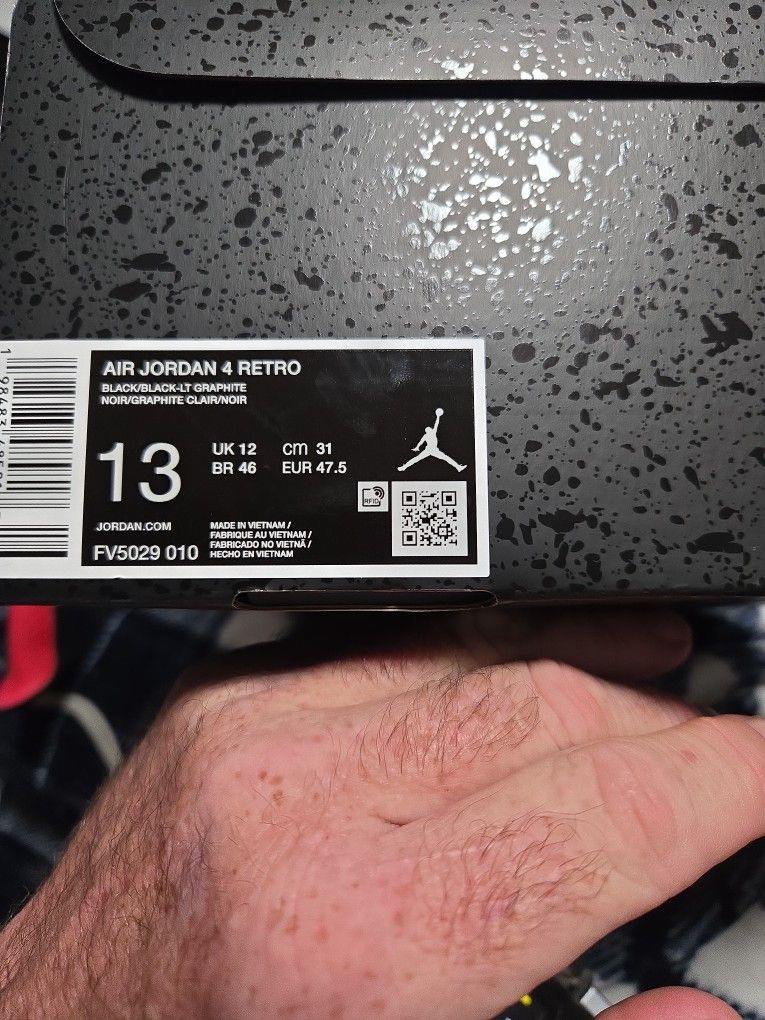 AIR JORDAN 4 RETRO
BLACK/BLACK-LT GRAPHITE
NOIR/GRAPHITE CLAIR/NOIR
13
UK 12 cm 31
BR 46 EUR 47.5
RFID
JORDAN.COM
FV5029 010
MADE IN VIETNAM /
FABRIQUE AU VIETNAM /
FABRICADO NO VIETNÃ /
HECHO EN VIETNAM